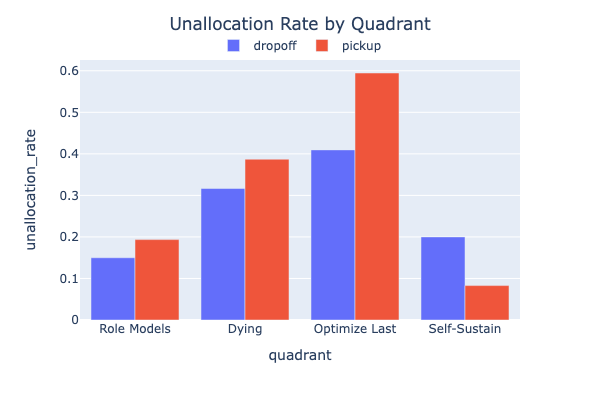 Unallocation Rate by Quadrant
dropoff pickup
unallocation_rate
0.6
0.5
0.4
0.3
0.2
0.1
0
Role Models Dying Optimize Last Self-Sustain
quadrant